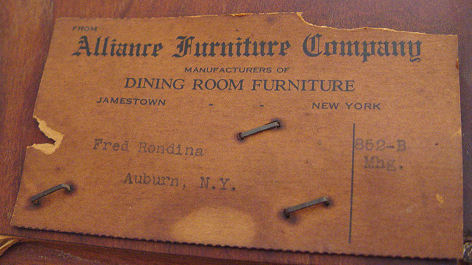 FROM
Alliance Furniture Company
MANUFACTURERS OF
DINING ROOM FURNITURE
JAMESTOWN - - NEW YORK
Fred Rondina
Auburn, N.Y.
852-B
Mhg.